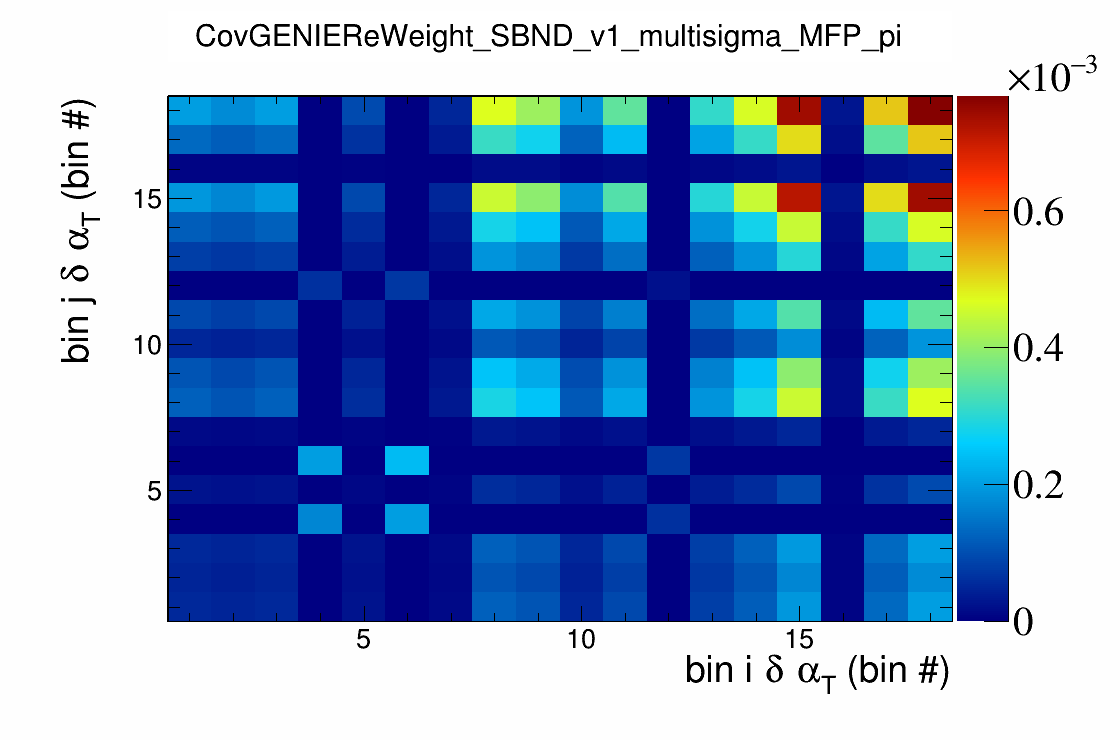 CovGENIEReWeight_SBND_v1_multisigma_MFP_pi
×10⁻³
bin j δ α_T (bin #)
15
10
5
0.6
0.4
0.2
0
5 10 15
bin i δ α_T (bin #)